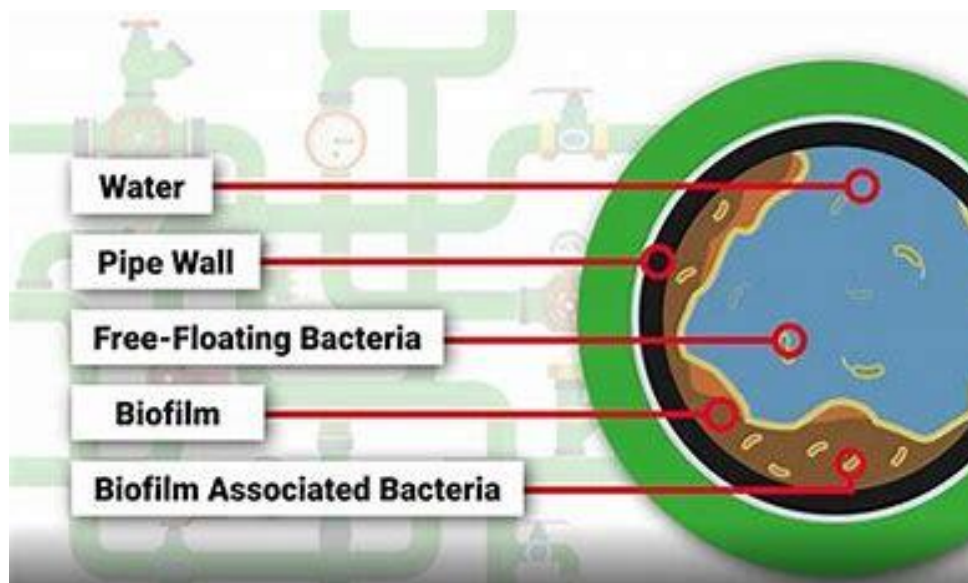 Water
Pipe Wall
Free-Floating Bacteria
Biofilm
Biofilm Associated Bacteria